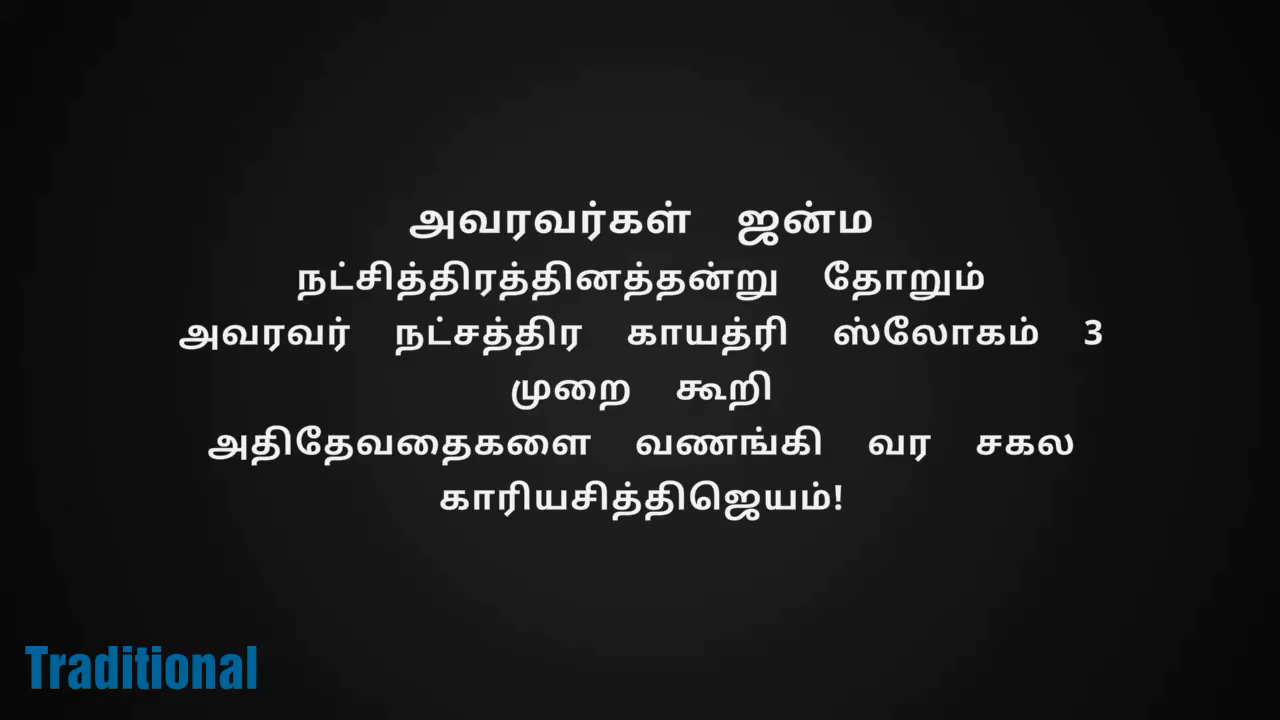 அவரவர்கள் ஜன்ம
நட்சித்திரத்தினத்தன்று தோறும்
அவரவர் நட்சத்திர காயத்ரி ஸ்லோகம் 3
முறை கூறி
அதிதேவதைகளை வணங்கி வர சகல
காரியசித்திஜெயம்!
Traditional